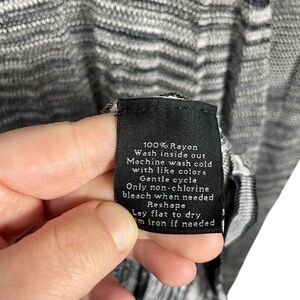 100% Rayon
Wash inside out
Machine wash cold
with like colors
Gentle cycle
Only non-chlorine
bleach when needed
Reshape
Lay flat to dry
iron if needed